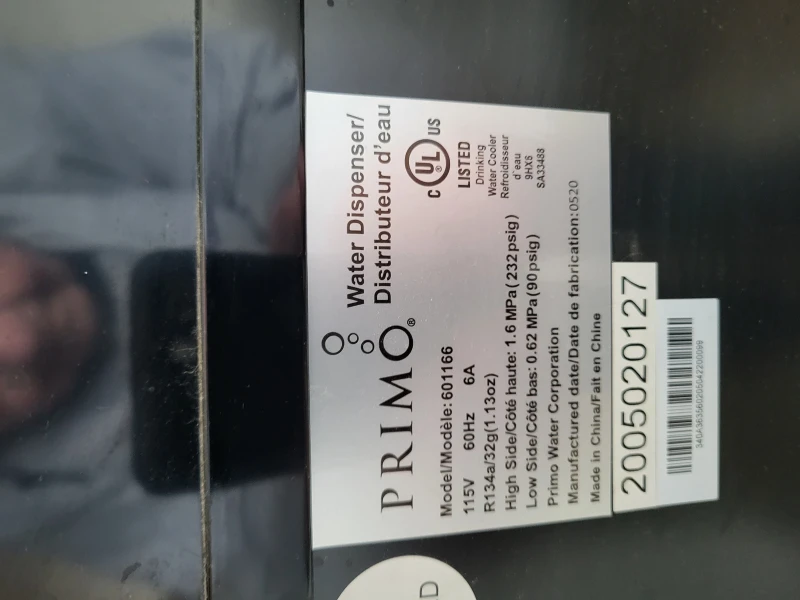 PRIMO®
Water Dispenser/
Distributeur d'eau
Model/Modèle: 601166
115V 60Hz 6A
R134a/32g(1.13oz)
High Side/Côté haute: 1.6 MPa(232psig)
Low Side/Côté bas: 0.62 MPa(90psig)
Primo Water Corporation
Manufactured date/Date de fabrication:0520
Made in China/Fait en Chine
C UL® US
LISTED
Drinking
Water Cooler
Refroidisseur
d'eau
9HX6
SA33488
2005020127
D